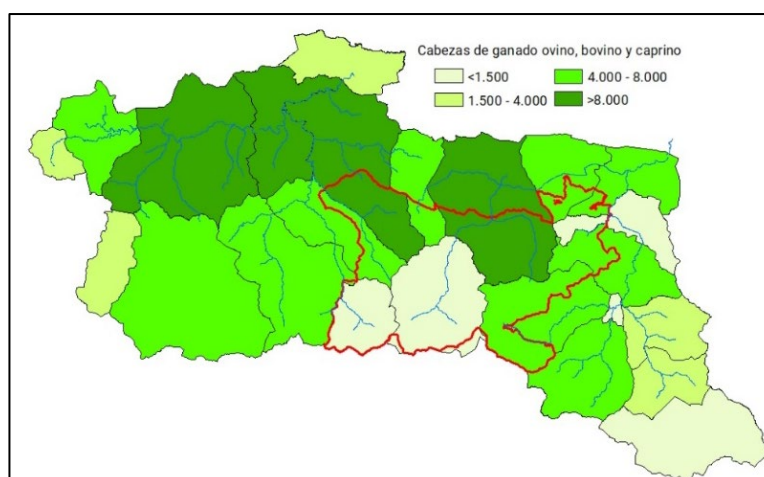 Cabezas de ganado ovino, bovino y caprino
<1.500
4.000 - 8.000
1.500 - 4.000
>8.000